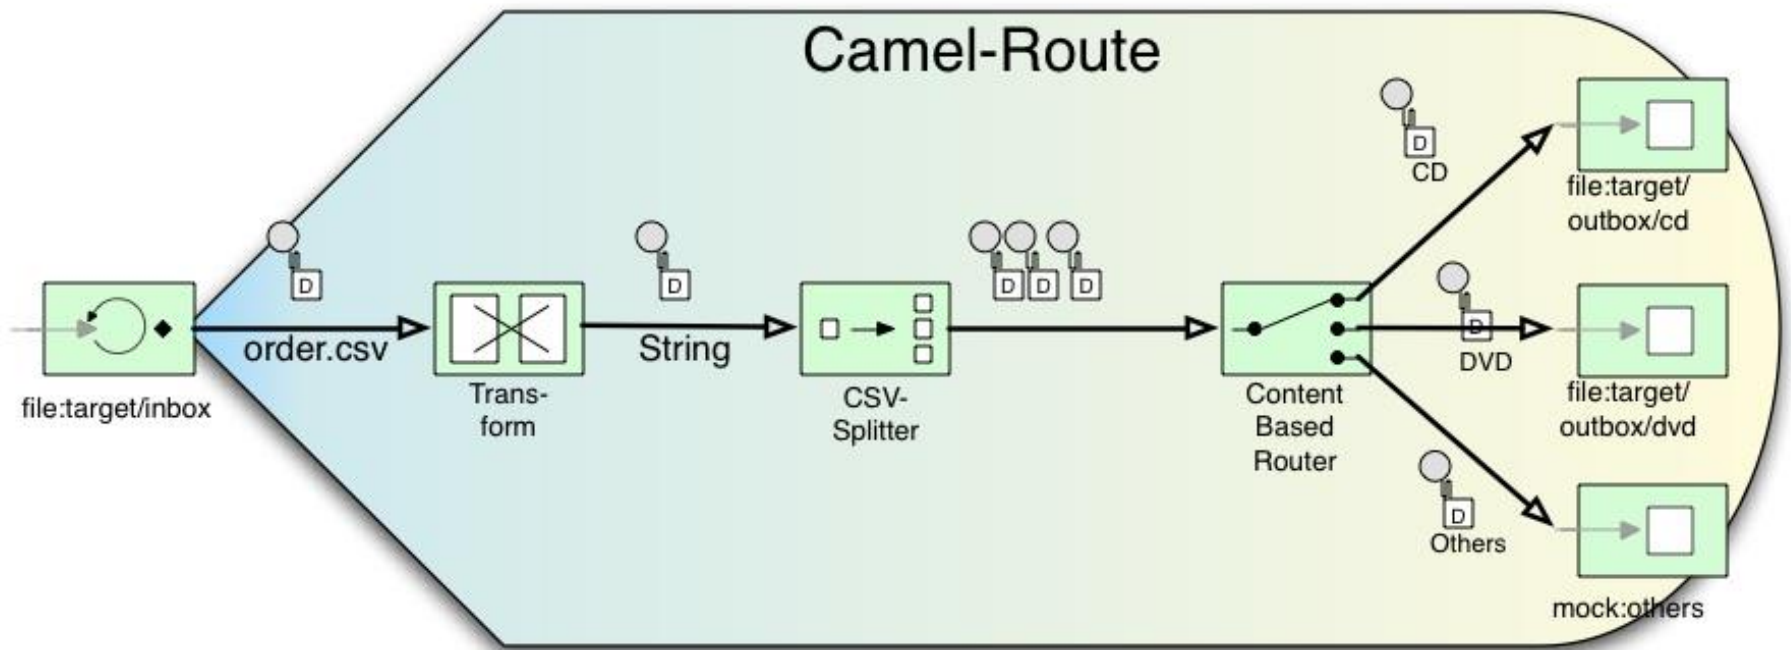 Camel-Route
file:target/inbox
D
order.csv
Trans-
form
D
String
CSV-
Splitter
D D D
Content
Based
Router
D
CD
file:target/
outbox/cd
D
DVD
file:target/
outbox/dvd
D
Others
mock:others